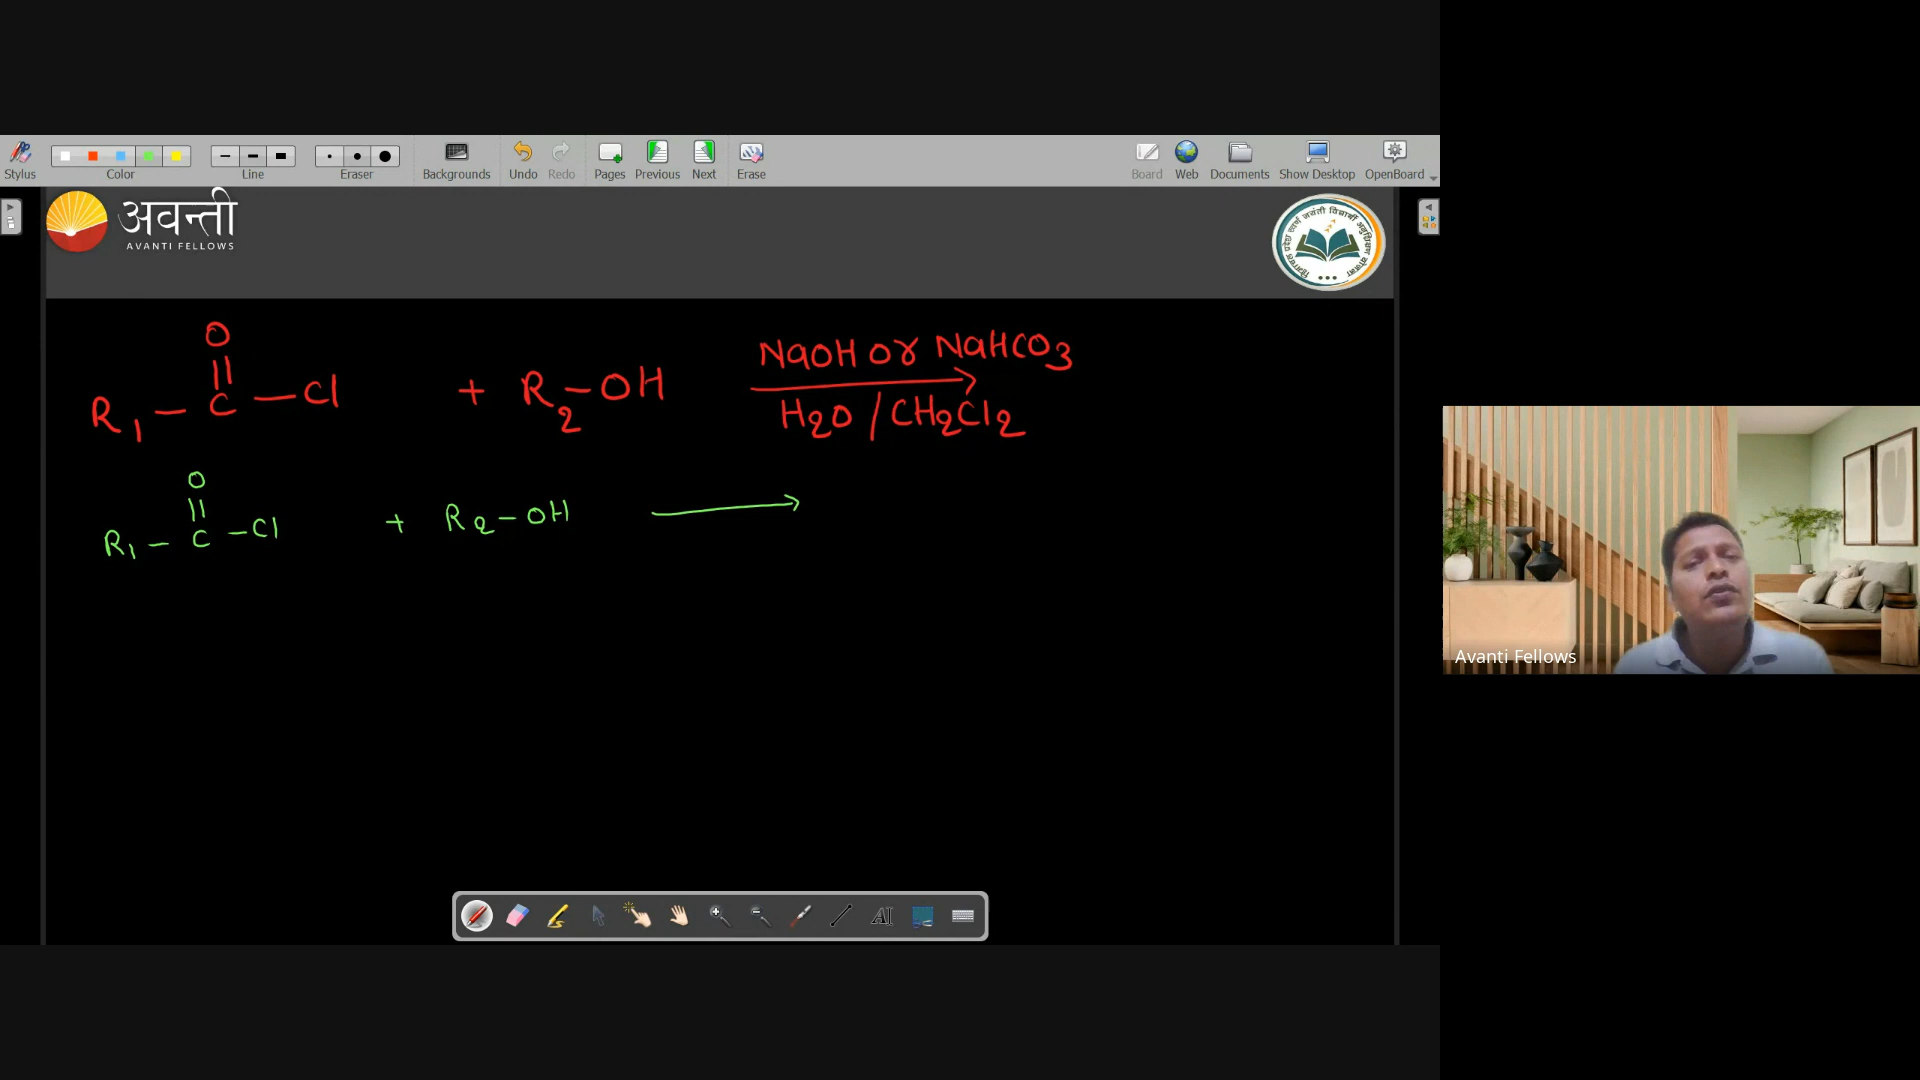 Stylus Color Line Eraser Backgrounds Undo Redo Pages Previous Next Erase Board Web Documents Show Desktop OpenBoard
अवन्ती
AVANTI FELLOWS
O
||
R₁ – C – Cl + R₂ – OH
NaOH or NaHCO₃
⟶
H₂O / CH₂Cl₂
O
||
R₁ – C – Cl + R₂ – OH ⟶
Avanti Fellows
AI